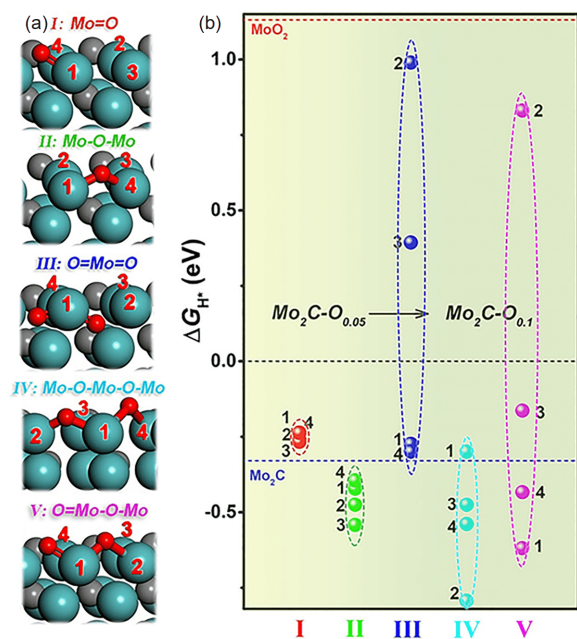 (a)
I: Mo=O
4 2
1 3
II: Mo-O-Mo
2 3
1 4
III: O=Mo=O
4 3
1 2
IV: Mo-O-Mo-O-Mo
3
2 1 4
V: O=Mo-O-Mo
4 3
1 2
(b)
ΔG_H* (eV)
1.0
0.5
0.0
-0.5
MoO₂
Mo₂C
Mo₂C-O₀.₀₅ → Mo₂C-O₀.₁
1 4
2
3
4
1
2
3
2
3
1
4
1
3
4
2
2
3
4
1
I II III IV V